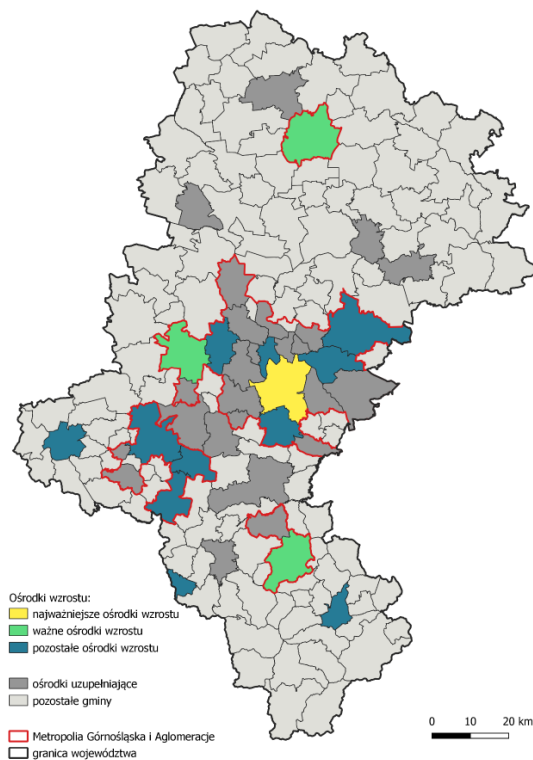 Ośrodki wzrostu:
najważniejsze ośrodki wzrostu
ważne ośrodki wzrostu
pozostałe ośrodki wzrostu
ośrodki uzupełniające
pozostałe gminy
Metropolia Górnośląska i Aglomeracje
granica województwa
0 10 20 km